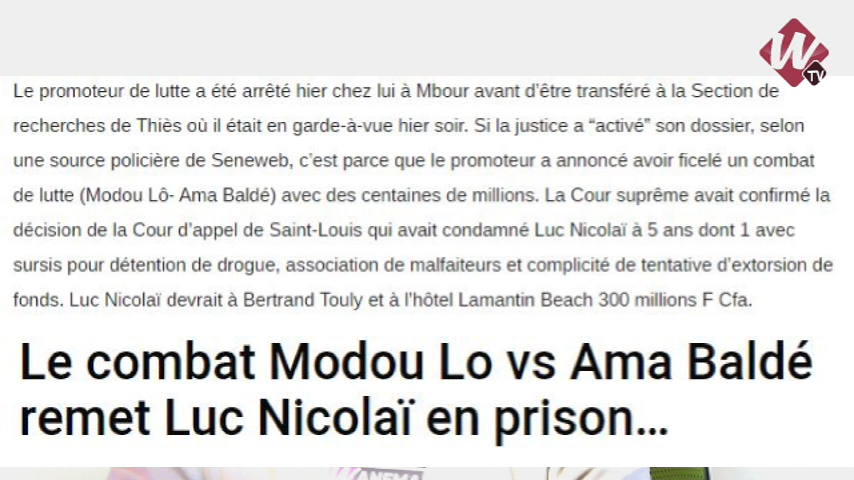 W
TV
Le promoteur de lutte a été arrêté hier chez lui à Mbour avant d’être transféré à la Section de
recherches de Thiès où il était en garde-à-vue hier soir. Si la justice a “activé” son dossier, selon
une source policière de Seneweb, c’est parce que le promoteur a annoncé avoir ficelé un combat
de lutte (Modou Lô- Ama Baldé) avec des centaines de millions. La Cour suprême avait confirmé la
décision de la Cour d’appel de Saint-Louis qui avait condamné Luc Nicolaï à 5 ans dont 1 avec
sursis pour détention de drogue, association de malfaiteurs et complicité de tentative d’extorsion de
fonds. Luc Nicolaï devrait à Bertrand Touly et à l’hôtel Lamantin Beach 300 millions F Cfa.
Le combat Modou Lo vs Ama Baldé
remet Luc Nicolaï en prison...